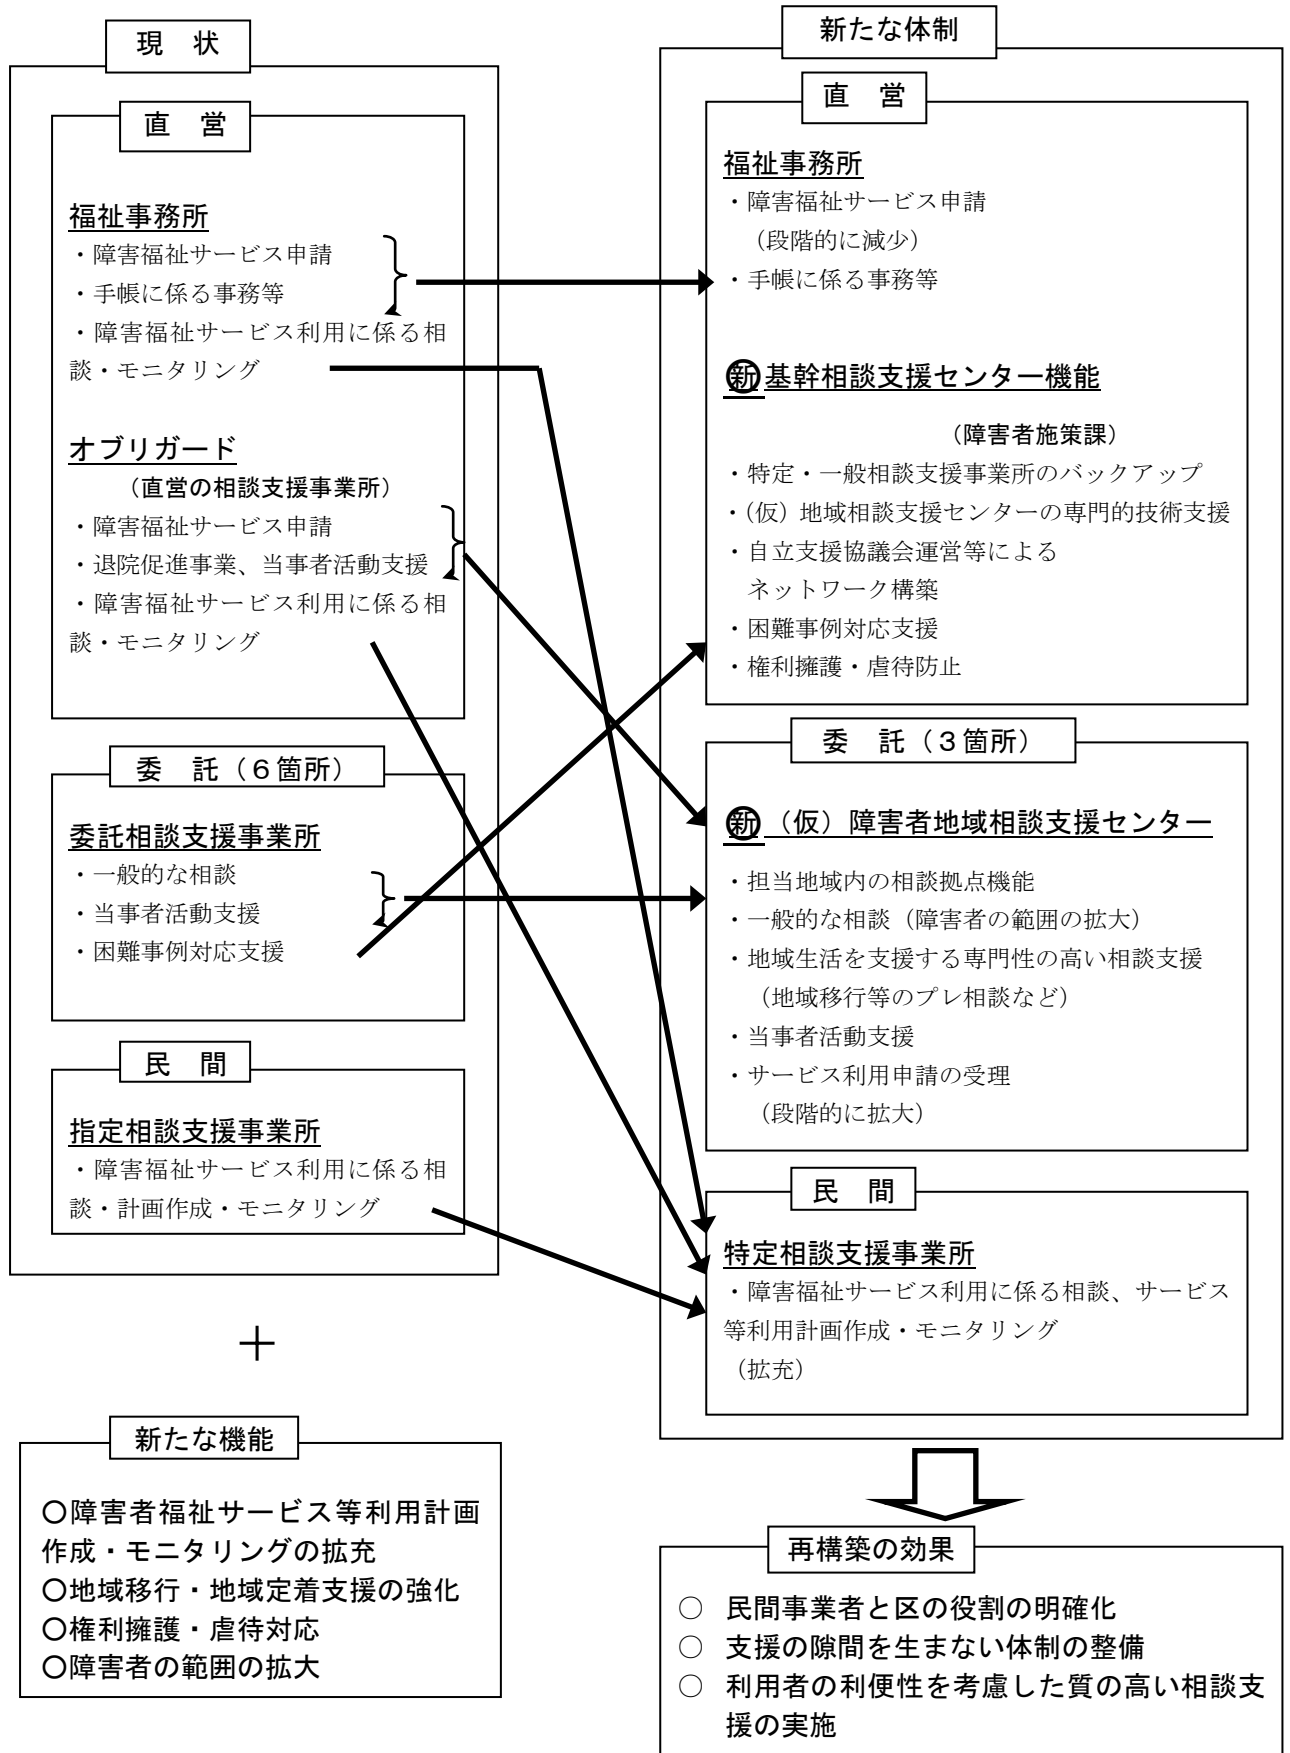 現　状
直　営
福祉事務所
・障害福祉サービス申請
・手帳に係る事務等
・障害福祉サービス利用に係る相
談・モニタリング
オブリガード
（直営の相談支援事業所）
・障害福祉サービス申請
・退院促進事業、当事者活動支援
・障害福祉サービス利用に係る相
談・モニタリング
委　託（６箇所）
委託相談支援事業所
・一般的な相談
・当事者活動支援
・困難事例対応支援
民　間
指定相談支援事業所
・障害福祉サービス利用に係る相
談・計画作成・モニタリング
＋
新たな機能
○障害者福祉サービス等利用計画
作成・モニタリングの拡充
○地域移行・地域定着支援の強化
○権利擁護・虐待対応
○障害者の範囲の拡大
新たな体制
直　営
福祉事務所
・障害福祉サービス申請
（段階的に減少）
・手帳に係る事務等
新 基幹相談支援センター機能
（障害者施策課）
・特定・一般相談支援事業所のバックアップ
・（仮）地域相談支援センターの専門的技術支援
・自立支援協議会運営等による
ネットワーク構築
・困難事例対応支援
・権利擁護・虐待防止
委　託（３箇所）
新（仮）障害者地域相談支援センター
・担当地域内の相談拠点機能
・一般的な相談（障害者の範囲の拡大）
・地域生活を支援する専門性の高い相談支援
（地域移行等のプレ相談など）
・当事者活動支援
・サービス利用申請の受理
（段階的に拡大）
民　間
特定相談支援事業所
・障害福祉サービス利用に係る相談、サービス
等利用計画作成・モニタリング
（拡充）
再構築の効果
○　民間事業者と区の役割の明確化
○　支援の隙間を生まない体制の整備
○　利用者の利便性を考慮した質の高い相談支
援の実施